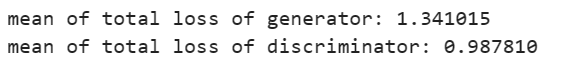 mean of total loss of generator: 1.341015
mean of total loss of discriminator: 0.987810